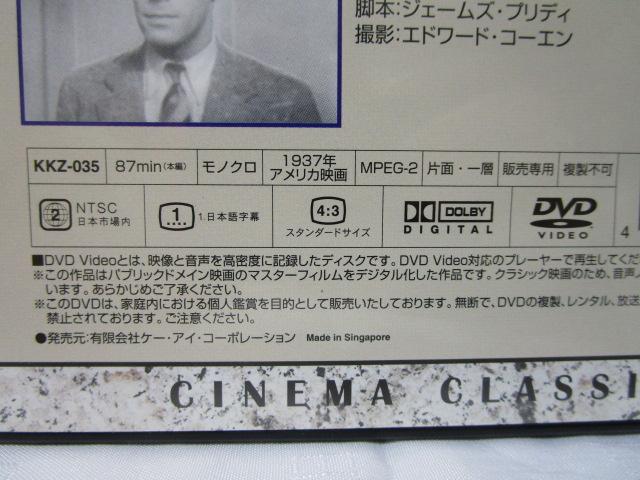 脚本:ジェームズ・プリディ
撮影:エドワード・コーエン
KKZ-035 87min(本編) モノクロ 1937年 アメリカ映画 MPEG-2 片面・一層 販売専用 複製不可
2 NTSC 日本市場内 1. 1.日本語字幕 4:3 スタンダードサイズ DOLBY DIGITAL DVD VIDEO 4
■DVD Videoとは、映像と音声を高密度に記録したディスクです。DVD Video対応のプレーヤーで再生してくだ
※この作品はパブリックドメイン映画のマスターフィルムをデジタル化した作品です。クラシック映画のため、音声、
います。あらかじめご了承ください。
※このDVDは、家庭内における個人鑑賞を目的として販売いたしております。無断で、DVDの複製、レンタル、放送
禁止されております。ご注意ください。
●発売元:有限会社ケー・アイ・コーポレーション Made in Singapore
CINEMA CLASSI